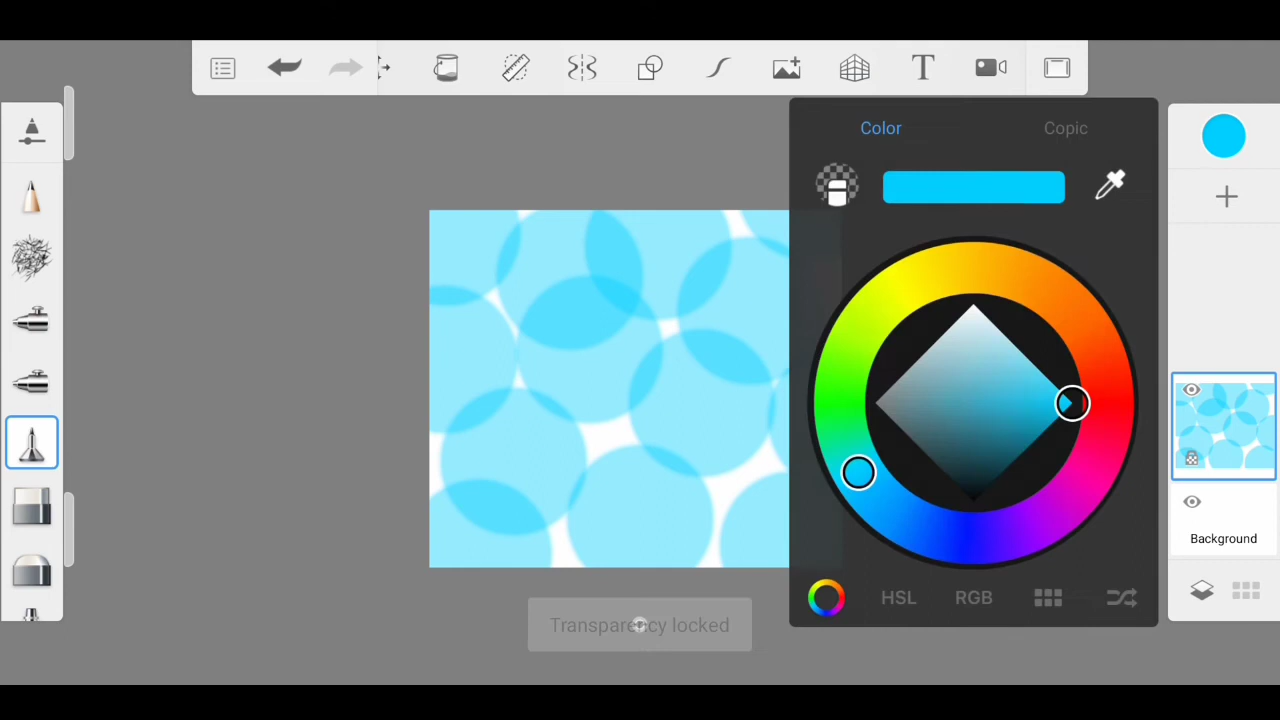 T
Color
Copic
Background
HSL
RGB
Transparency locked